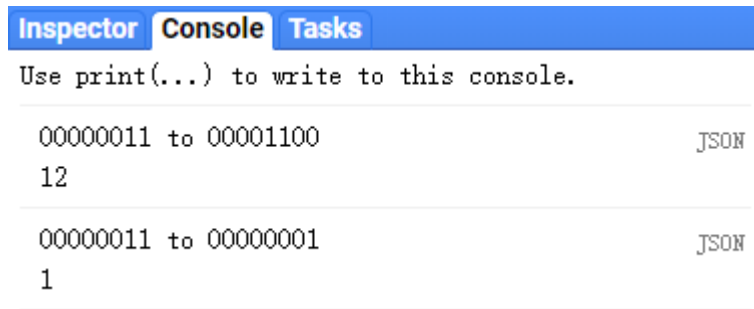 Inspector Console Tasks
Use print(...) to write to this console.
00000011 to 00001100 JSON
12
00000011 to 00000001 JSON
1